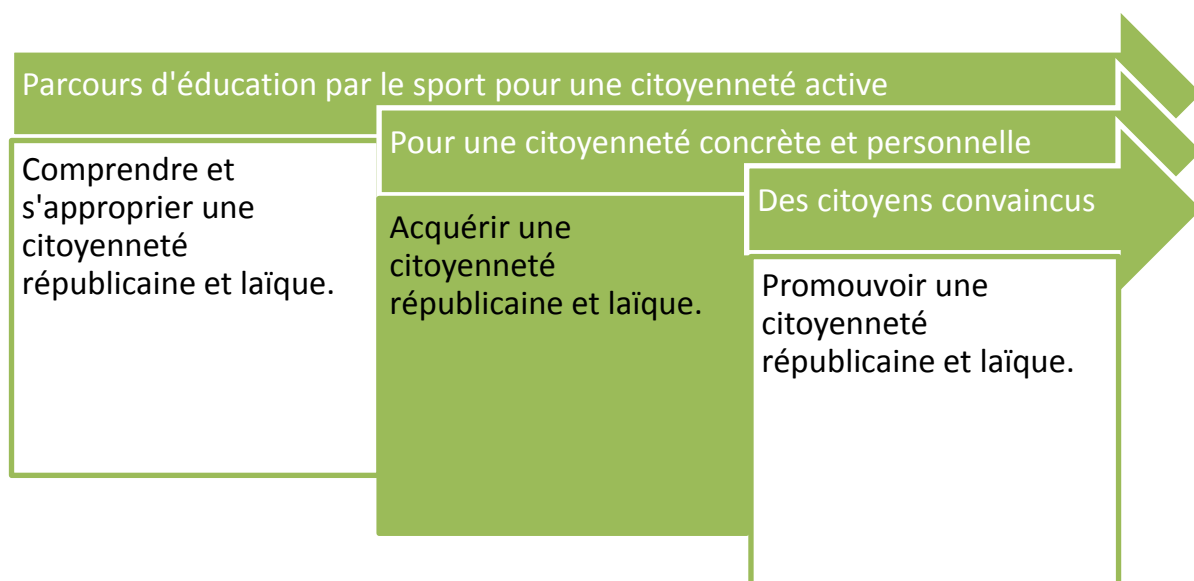 Parcours d'éducation par le sport pour une citoyenneté active
Comprendre et
s'approprier une
citoyenneté
républicaine et laïque.
Pour une citoyenneté concrète et personnelle
Acquérir une
citoyenneté
républicaine et laïque.
Des citoyens convaincus
Promouvoir une
citoyenneté
républicaine et laïque.